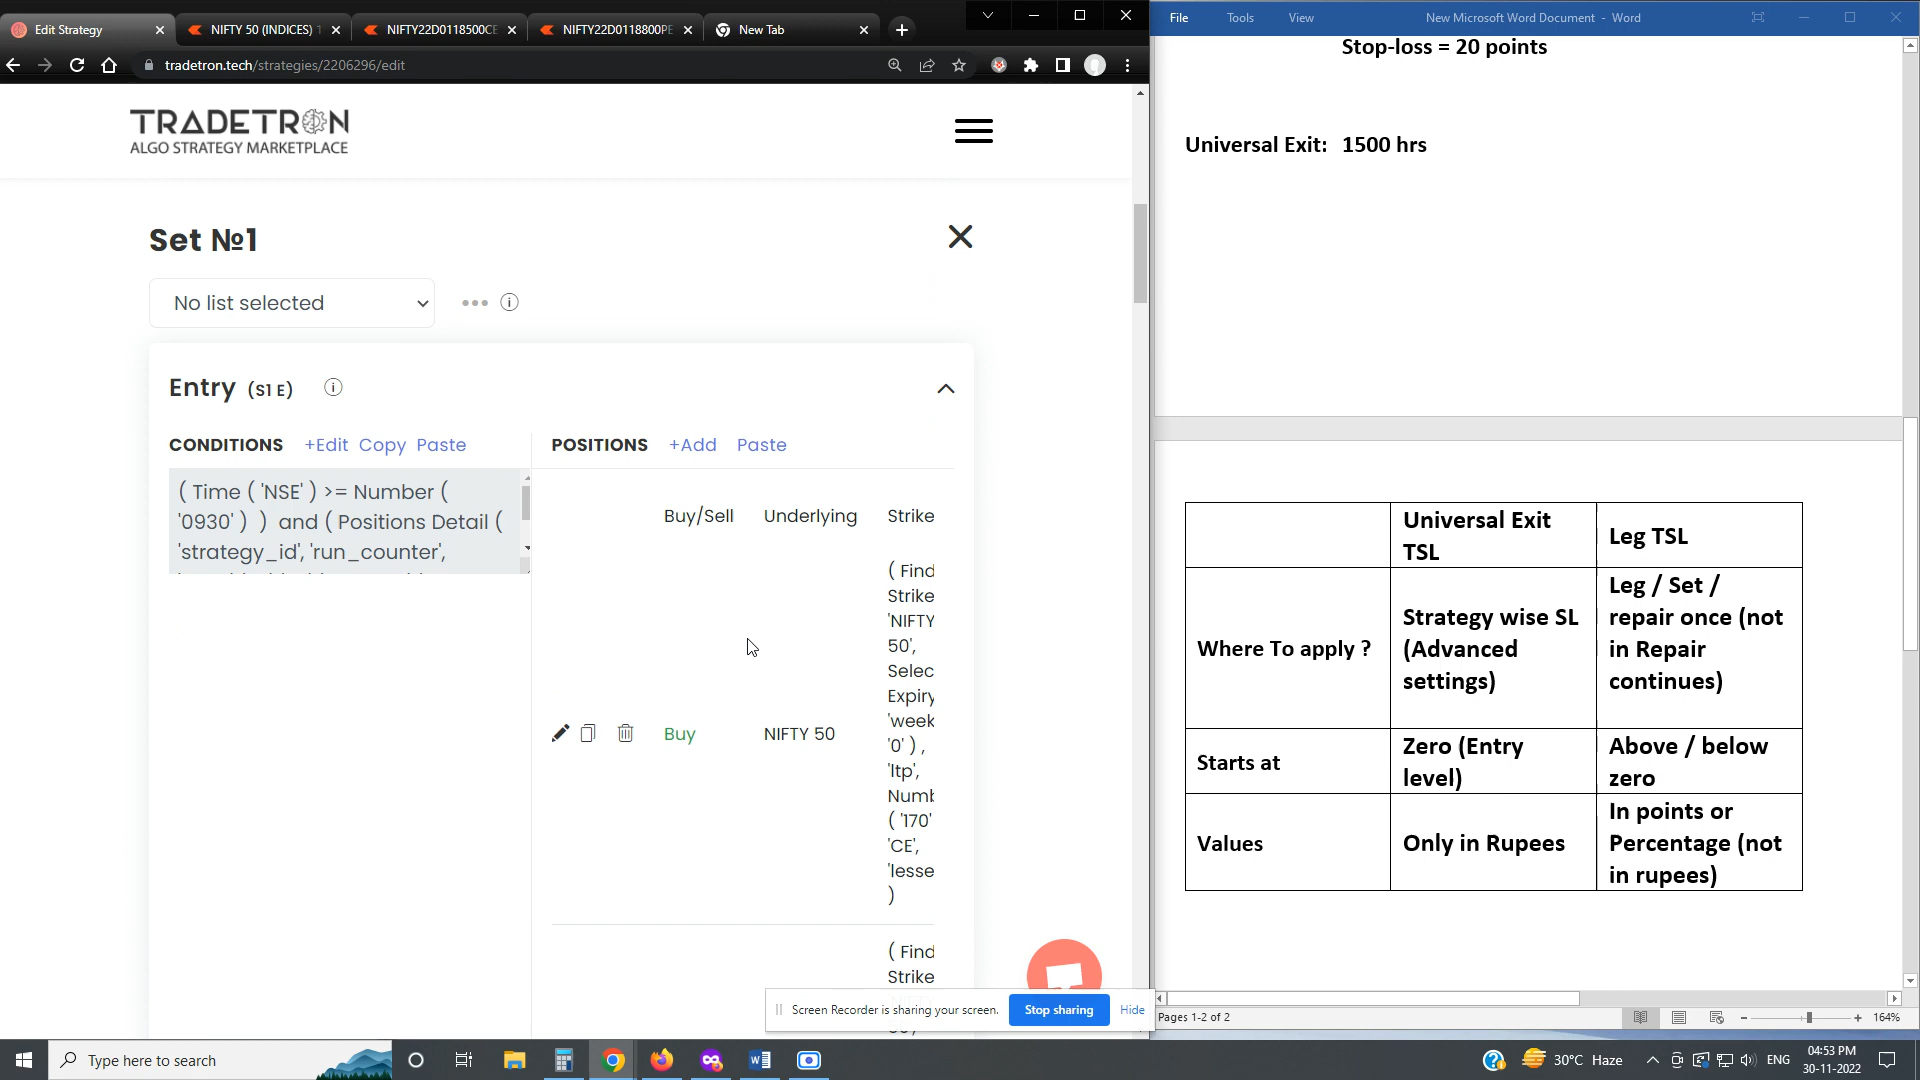 Edit Strategy
NIFTY 50 (INDICES)
NIFTY22D0118500CE
NIFTY22D0118800PE
New Tab
tradetron.tech/strategies/2206296/edit
TRADETRON
ALGO STRATEGY MARKETPLACE
Set №1
No list selected
Entry (S1 E)
CONDITIONS +Edit Copy Paste
( Time ( 'NSE' ) >= Number (
'0930' ) ) and ( Positions Detail (
'strategy_id', 'run_counter',
POSITIONS +Add Paste
Buy/Sell Underlying Strike
( Find
Strike
'NIFTY
50',
Selec
Expiry
'week
'0' ) ,
'ltp',
Numb
( '170'
'CE',
'lesse
)
Buy NIFTY 50
( Find
Strike
Screen Recorder is sharing your screen. Stop sharing Hide
File Tools View New Microsoft Word Document - Word
Stop-loss = 20 points
Universal Exit: 1500 hrs
Universal Exit TSL
Leg TSL
Where To apply ?
Strategy wise SL
(Advanced
settings)
Leg / Set /
repair once (not
in Repair
continues)
Starts at
Zero (Entry
level)
Above / below
zero
Values
Only in Rupees
In points or
Percentage (not
in rupees)
Pages 1-2 of 2
164%
Type here to search
30°C Haze
ENG
04:53 PM
30-11-2022